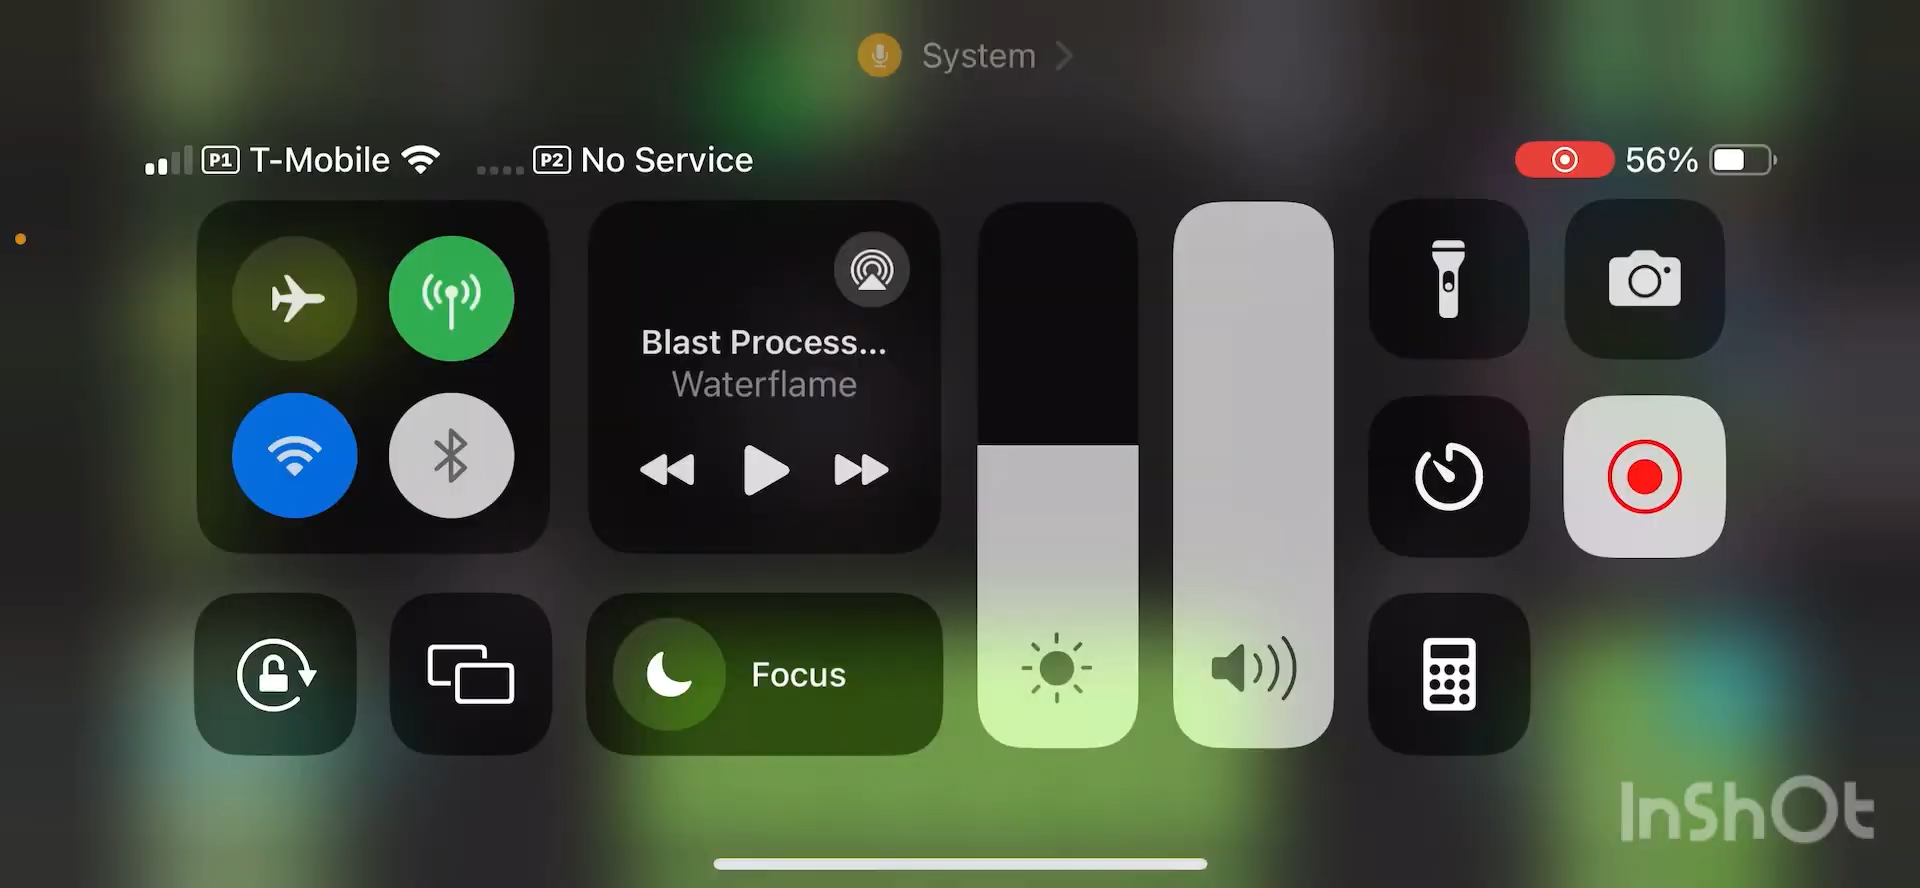 System
P1 T-Mobile
P2 No Service
56%
Blast Process...
Waterflame
Focus
InShOt